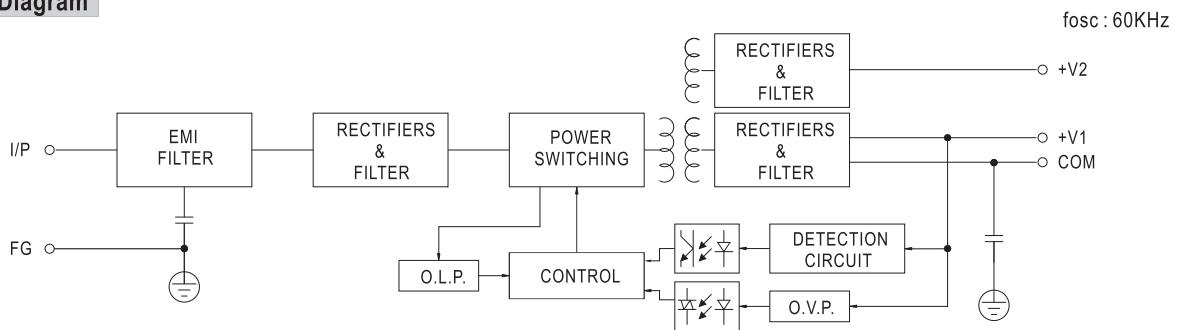 Diagram
fosc : 60KHz
RECTIFIERS
&
FILTER
+V2
I/P
EMI
FILTER
RECTIFIERS
&
FILTER
POWER
SWITCHING
RECTIFIERS
&
FILTER
+V1
COM
FG
O.L.P.
CONTROL
DETECTION
CIRCUIT
O.V.P.